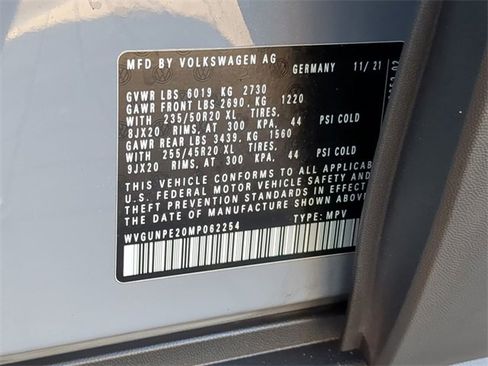 MFD BY VOLKSWAGEN AG
GERMANY 11/21
GVWR LBS 6019 KG 2730
GAWR FRONT LBS 2690, KG 1220
235/50R20 XL TIRES,
8JX20 RIMS, AT 300 KPA, 44 PSI COLD
GAWR REAR LBS 3439, KG 1560
255/45R20 XL TIRES,
9JX20 RIMS, AT 300 KPA, 44 PSI COLD
THIS VEHICLE CONFORMS TO ALL APPLICAB
U.S. FEDERAL MOTOR VEHICLE SAFETY AND
THEFT PREVENTION STANDARDS IN EFFECT
THE DATE OF MANUFACTURE SHOWN ABOVE
WVGUNPE20MP062254 TYPE: MPV